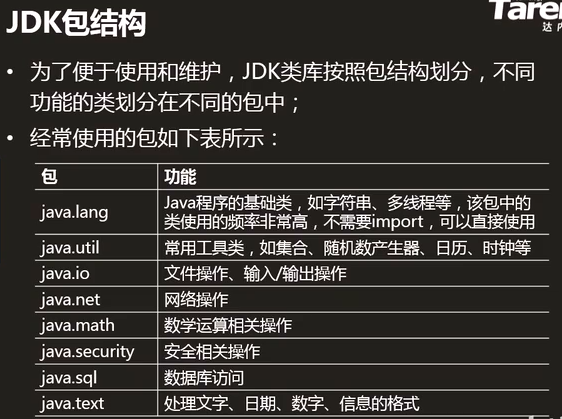 Taren
达内
JDK包结构
• 为了便于使用和维护，JDK类库按照包结构划分，不同
功能的类划分在不同的包中；
• 经常使用的包如下表所示：
包 功能
java.lang Java程序的基础类，如字符串、多线程等，该包中的
类使用的频率非常高，不需要import，可以直接使用
java.util 常用工具类，如集合、随机数产生器、日历、时钟等
java.io 文件操作、输入/输出操作
java.net 网络操作
java.math 数学运算相关操作
java.security 安全相关操作
java.sql 数据库访问
java.text 处理文字、日期、数字、信息的格式